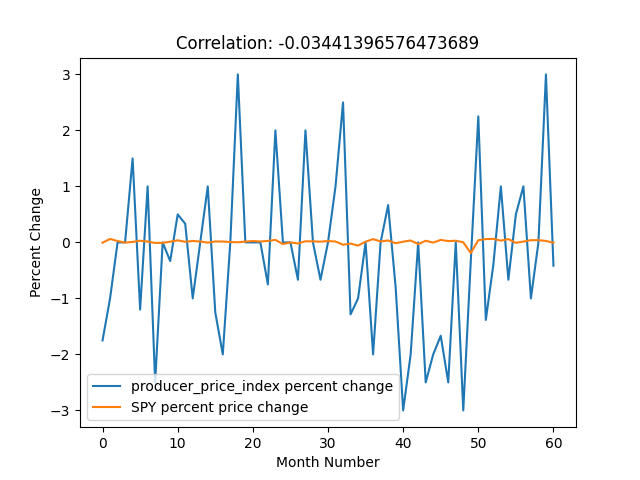 Correlation: -0.03441396576473689
Percent Change
3
2
1
0
−1
−2
−3
producer_price_index percent change
SPY percent price change
0 10 20 30 40 50 60
Month Number